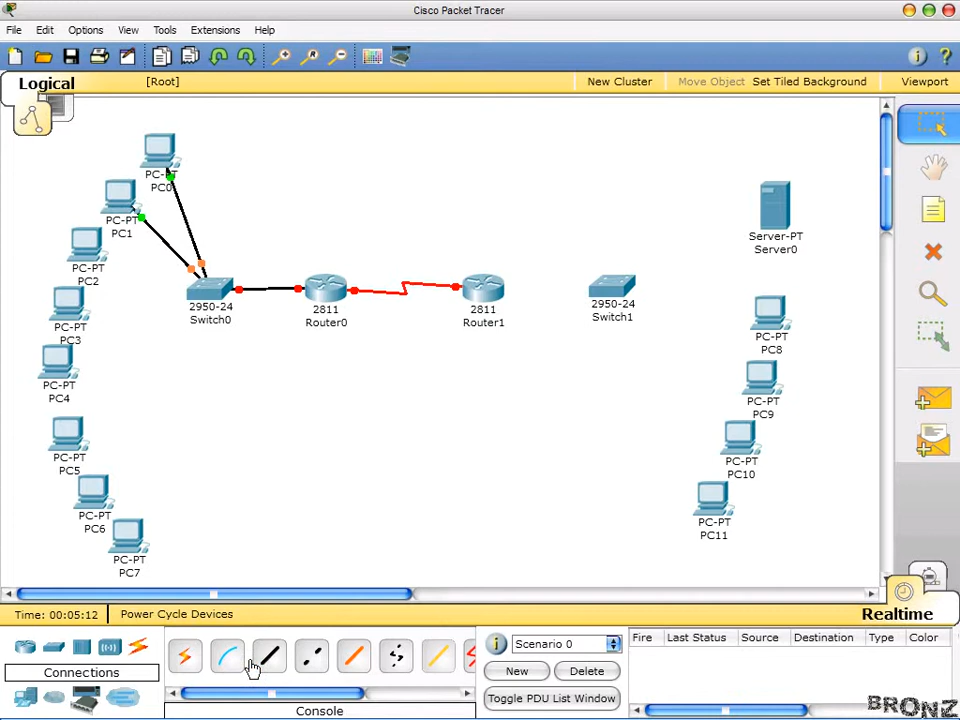 Cisco Packet Tracer
File Edit Options View Tools Extensions Help
Logical [Root] New Cluster Move Object Set Tiled Background Viewport
PC-PT
PC0
PC-PT
PC1
PC-PT
PC2
PC-PT
PC3
PC-PT
PC4
PC-PT
PC5
PC-PT
PC6
PC-PT
PC7
2950-24
Switch0
2811
Router0
2811
Router1
2950-24
Switch1
Server-PT
Server0
PC-PT
PC8
PC-PT
PC9
PC-PT
PC10
PC-PT
PC11
Time: 00:05:12 Power Cycle Devices Realtime
Connections
Console
Scenario 0
New Delete
Toggle PDU List Window
Fire Last Status Source Destination Type Color
BRONZ